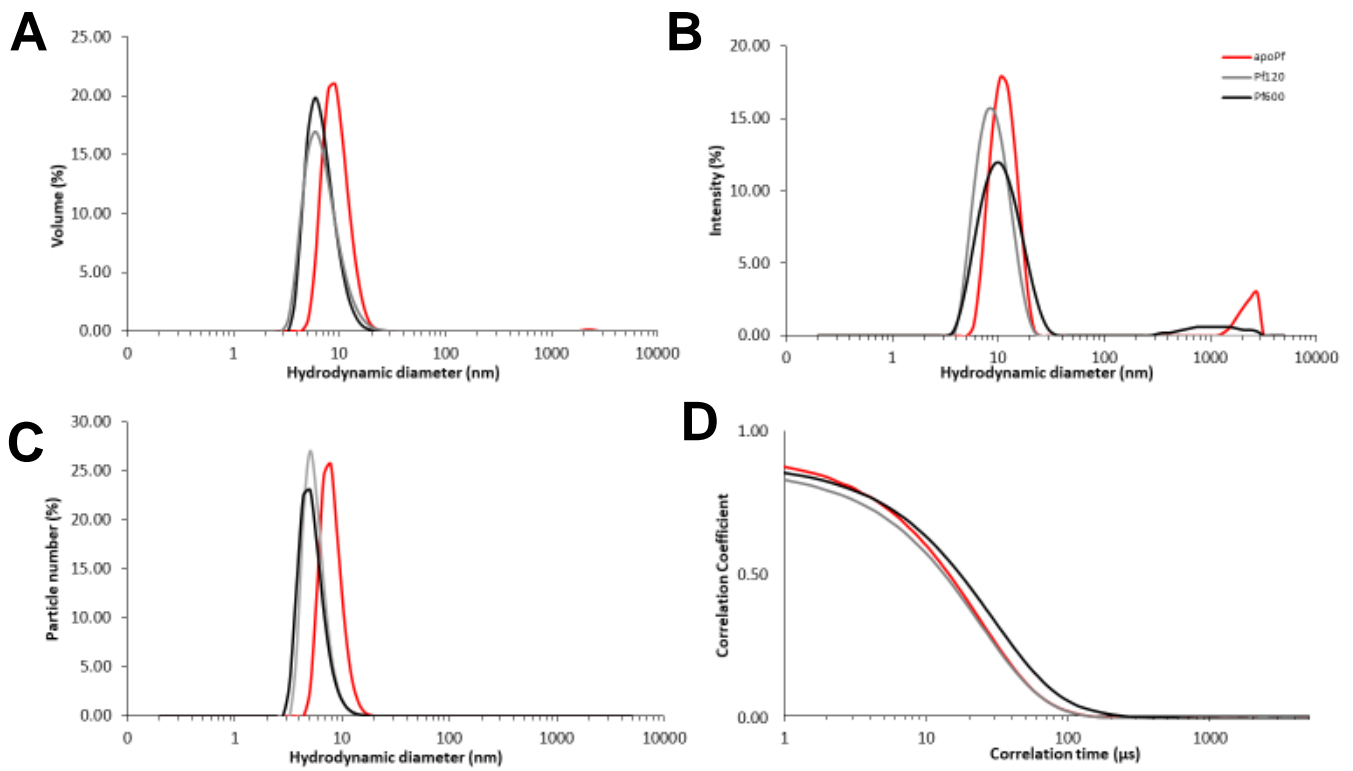 A
25.00
20.00
15.00
10.00
5.00
0.00
Volume (%)
0 1 10 100 1000 10000
Hydrodynamic diameter (nm)
B
20.00
15.00
10.00
5.00
0.00
Intensity (%)
apoPf
Pf120
Pf600
0 1 10 100 1000 10000
Hydrodynamic diameter (nm)
C
30.00
25.00
20.00
15.00
10.00
5.00
0.00
Particle number (%)
0 1 10 100 1000 10000
Hydrodynamic diameter (nm)
D
1.00
0.50
0.00
Correlation Coefficient
1 10 100 1000
Correlation time (µs)